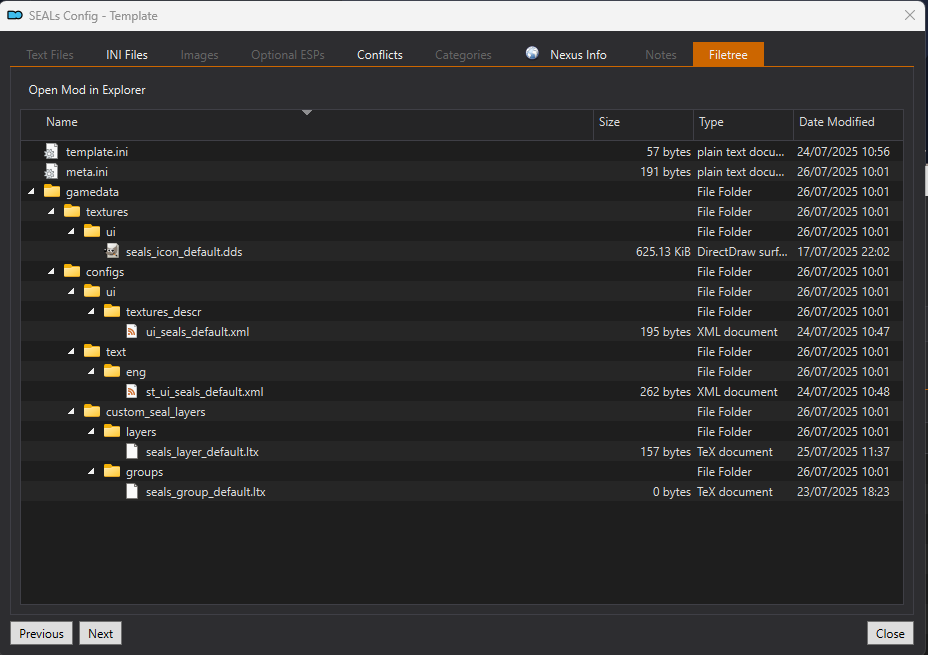 SEALs Config - Template
Text Files INI Files Images Optional ESPs Conflicts Categories Nexus Info Notes Filetree
Open Mod in Explorer
Name Size Type Date Modified
template.ini 57 bytes plain text docu... 24/07/2025 10:56
meta.ini 191 bytes plain text docu... 26/07/2025 10:01
gamedata File Folder 26/07/2025 10:01
textures File Folder 26/07/2025 10:01
ui File Folder 26/07/2025 10:01
seals_icon_default.dds 625.13 KiB DirectDraw surf... 17/07/2025 22:02
configs File Folder 26/07/2025 10:01
ui File Folder 26/07/2025 10:01
textures_descr File Folder 26/07/2025 10:01
ui_seals_default.xml 195 bytes XML document 24/07/2025 10:47
text File Folder 26/07/2025 10:01
eng File Folder 26/07/2025 10:01
st_ui_seals_default.xml 262 bytes XML document 24/07/2025 10:48
custom_seal_layers File Folder 26/07/2025 10:01
layers File Folder 26/07/2025 10:01
seals_layer_default.ltx 157 bytes TeX document 25/07/2025 11:37
groups File Folder 26/07/2025 10:01
seals_group_default.ltx 0 bytes TeX document 23/07/2025 18:23
Previous Next Close